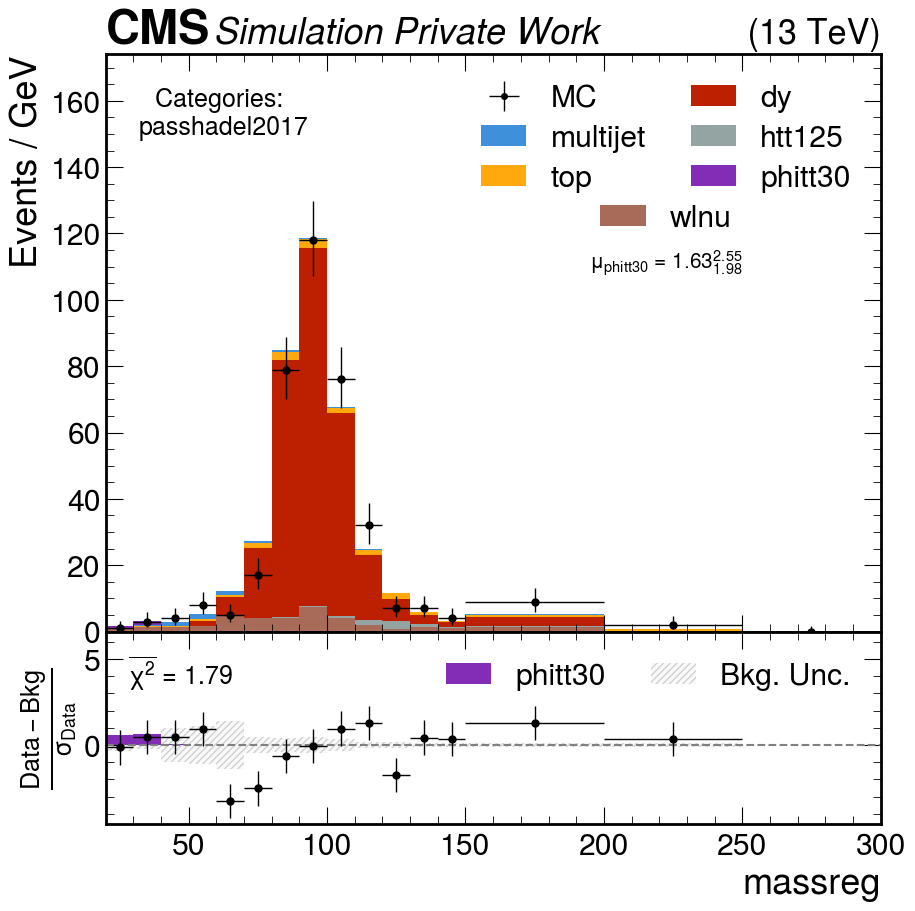 CMS Simulation Private Work (13 TeV)
Events / GeV
160
140
120
100
80
60
40
20
0
Categories:
passhadel2017
MC dy
multijet htt125
top phitt30
wlnu
μphitt30 = 1.63 2.55 1.98
Data – Bkg
σData
5
0
χ2 = 1.79
phitt30 Bkg. Unc.
50 100 150 200 250 300
massreg